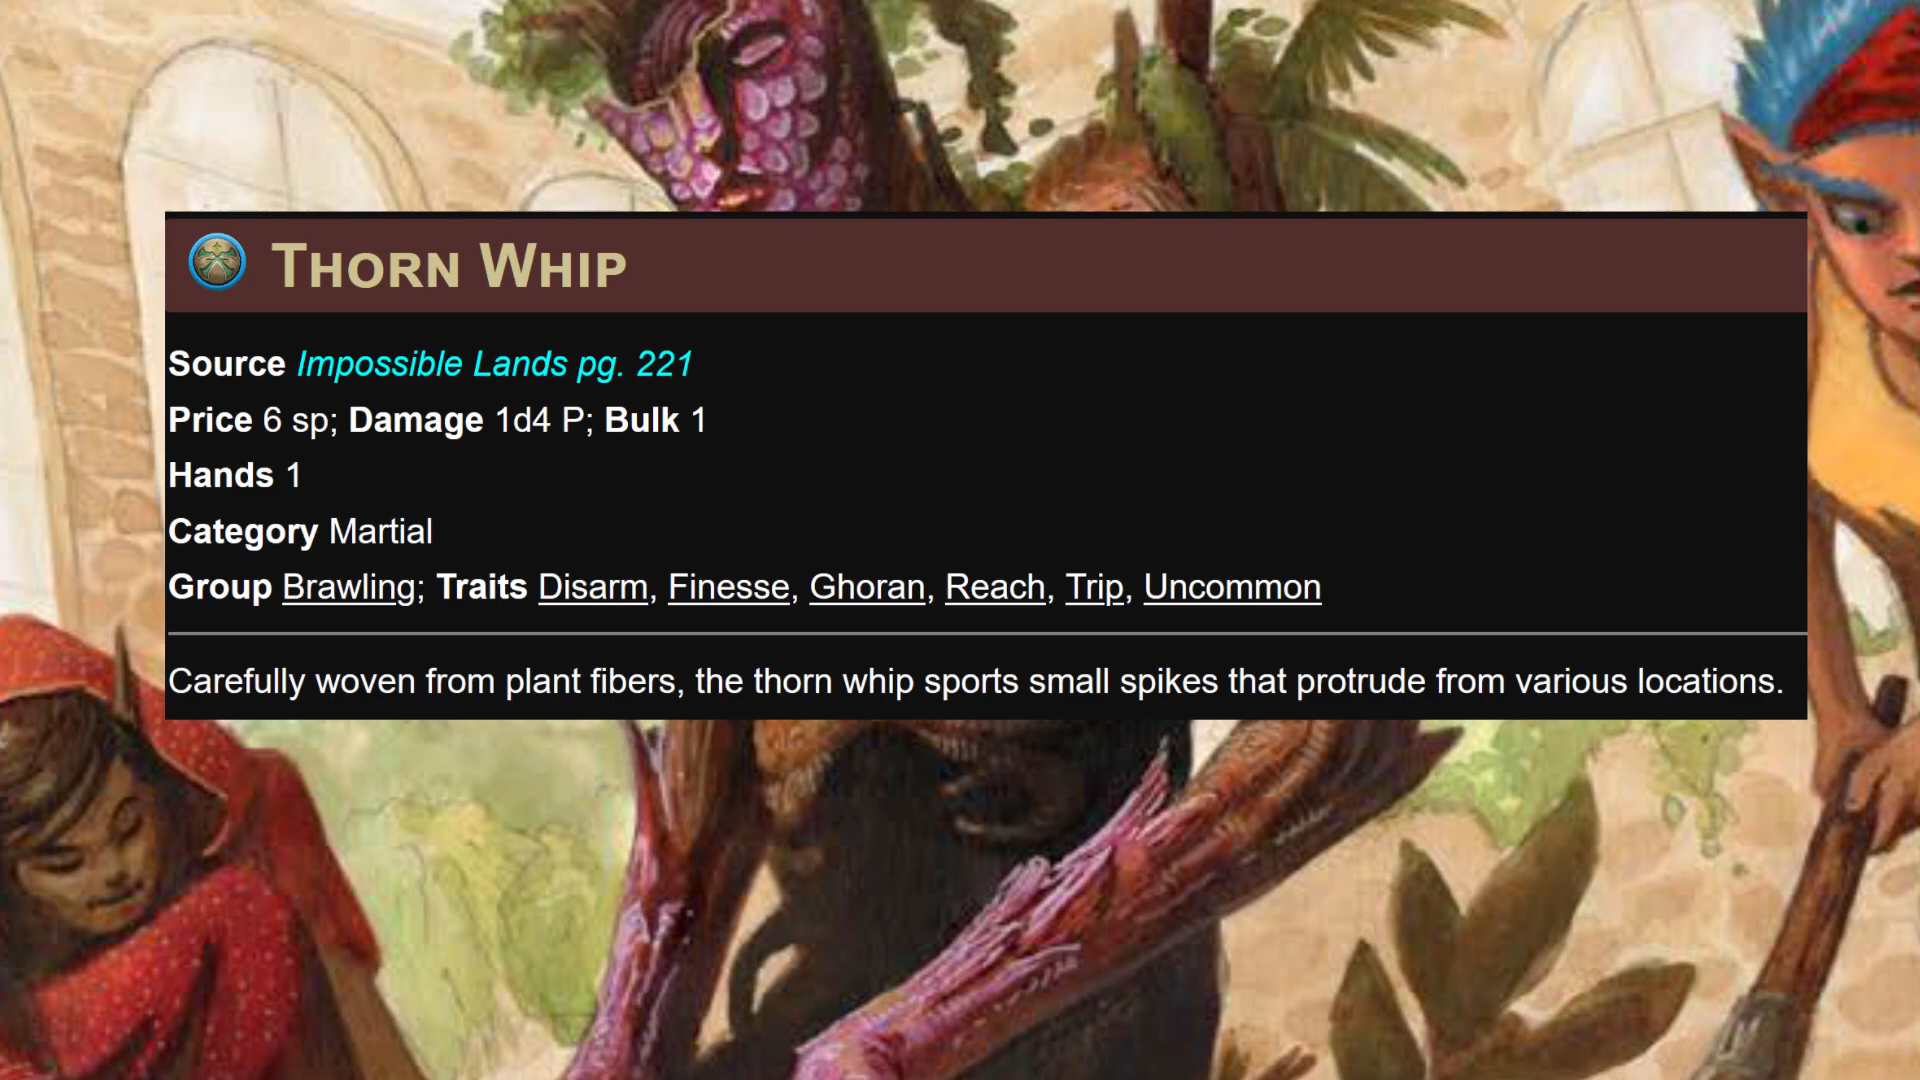 Thorn Whip
Source Impossible Lands pg. 221
Price 6 sp; Damage 1d4 P; Bulk 1
Hands 1
Category Martial
Group Brawling; Traits Disarm, Finesse, Ghoran, Reach, Trip, Uncommon
Carefully woven from plant fibers, the thorn whip sports small spikes that protrude from various locations.